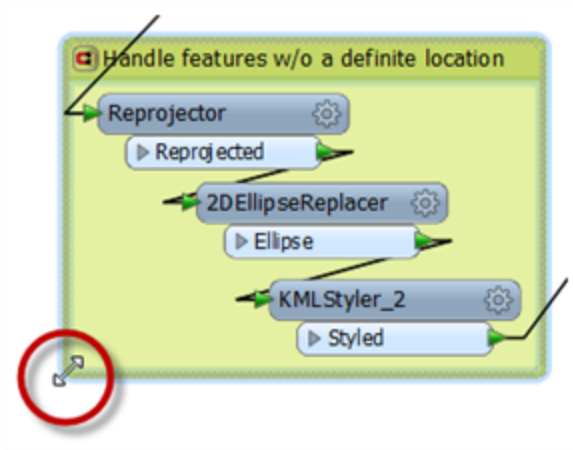 Handle features w/o a definite location
Reprojector
Reprojected
2DEllipseReplacer
Ellipse
KMLStyler_2
Styled